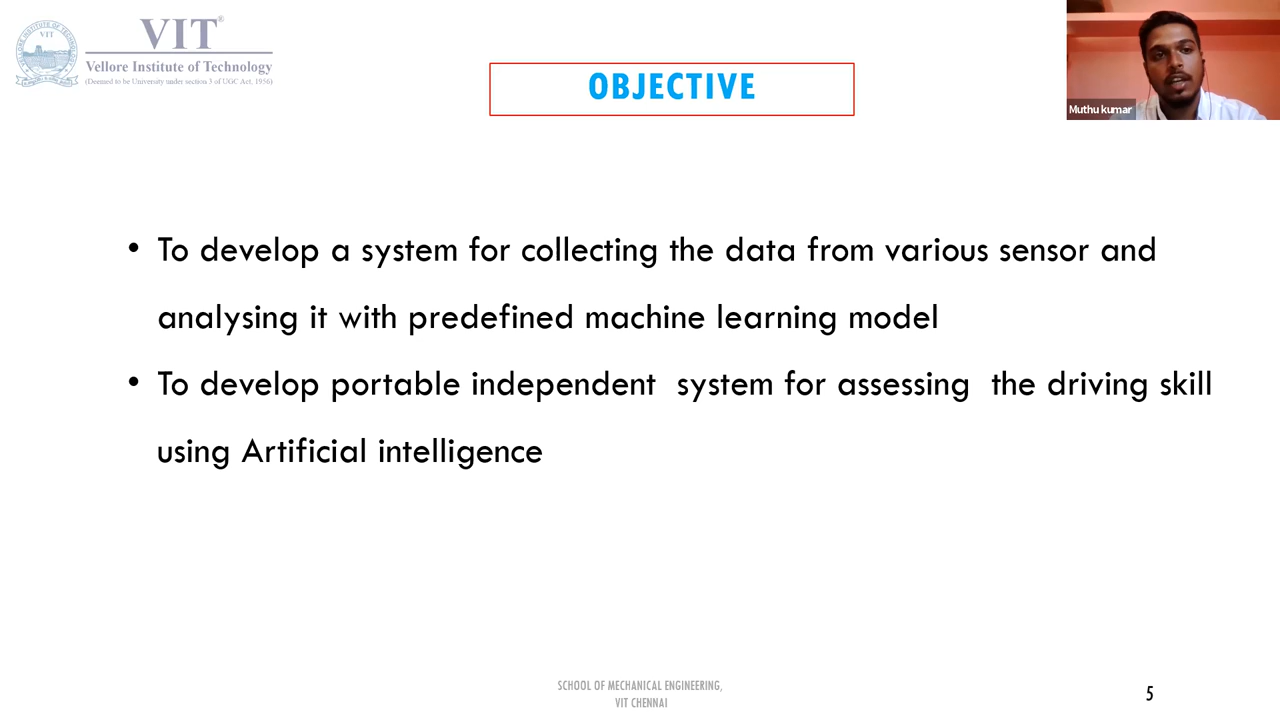 VIT®
Vellore Institute of Technology
(Deemed to be University under section 3 of UGC Act, 1956)
OBJECTIVE
Muthu kumar
• To develop a system for collecting the data from various sensor and
analysing it with predefined machine learning model
• To develop portable independent  system for assessing  the driving skill
using Artificial intelligence
SCHOOL OF MECHANICAL ENGINEERING,
VIT CHENNAI
5